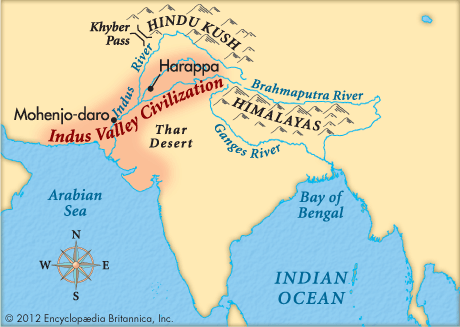 Khyber
Pass
HINDU KUSH
Indus River
Harappa
Brahmaputra River
Mohenjo-daro
Indus Valley Civilization
HIMALAYAS
Thar
Desert
Ganges River
Arabian
Sea
Bay of
Bengal
N
W
E
S
INDIAN
OCEAN
© 2012 Encyclopædia Britannica, Inc.